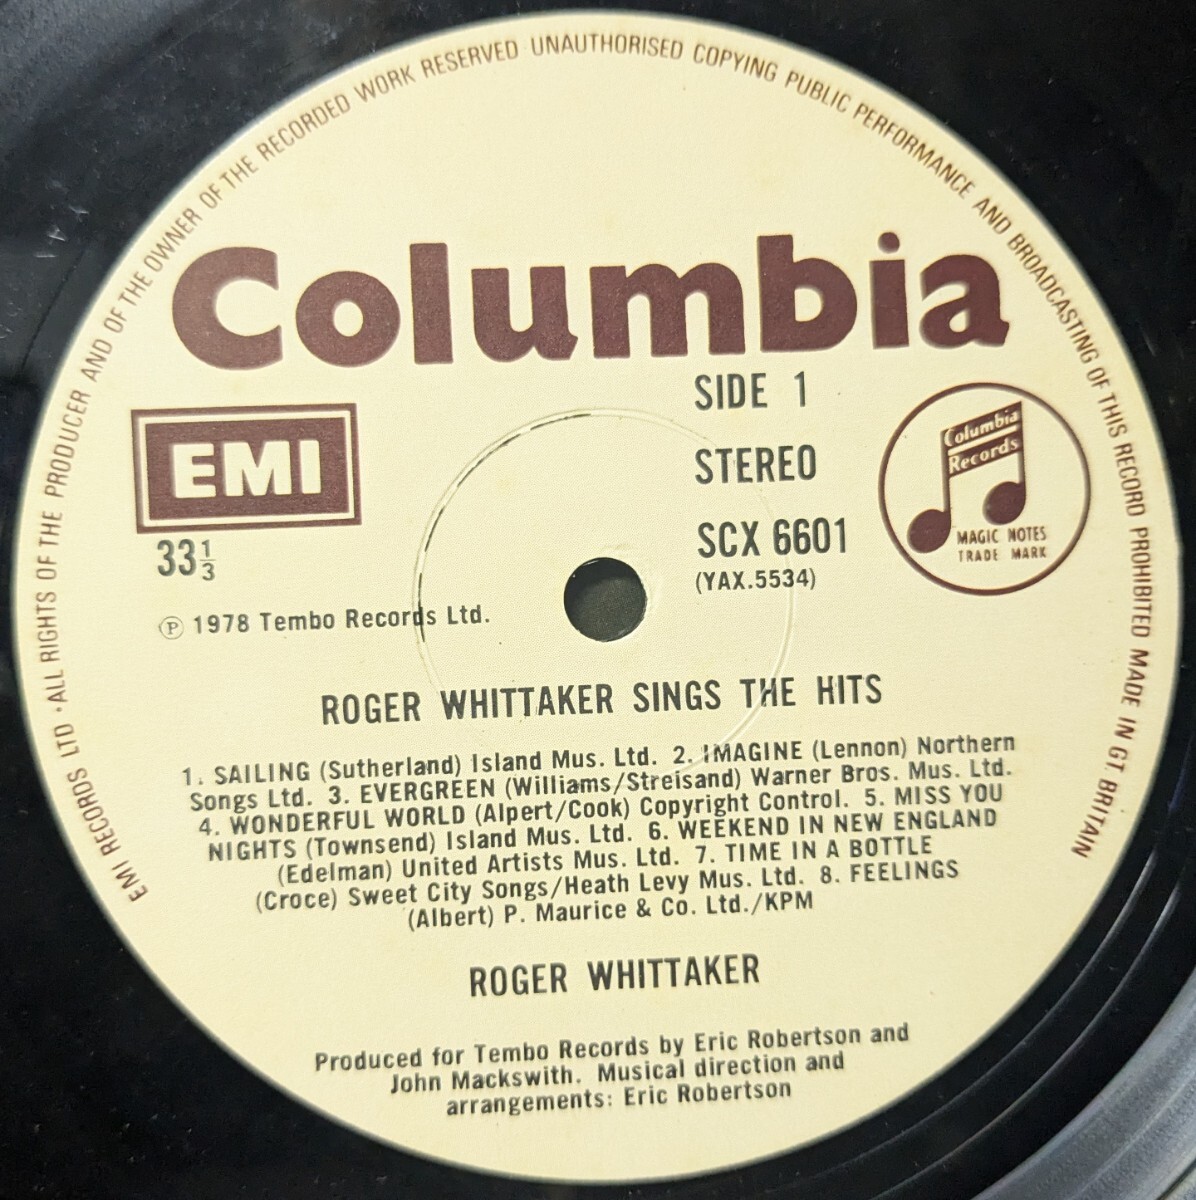 EMI RECORDS LTD · ALL RIGHTS OF THE PRODUCER AND OF THE OWNER OF THE RECORDED WORK RESERVED UNAUTHORISED COPYING PUBLIC PERFORMANCE AND BROADCASTING OF THIS RECORD PROHIBITED MADE IN GT BRITAIN
Columbia
EMI
33 1/3
SIDE 1
STEREO
SCX 6601
(YAX.5534)
Columbia
Records
MAGIC NOTES
TRADE MARK
Ⓟ 1978 Tembo Records Ltd.
ROGER WHITTAKER SINGS THE HITS
1. SAILING (Sutherland) Island Mus. Ltd. 2. IMAGINE (Lennon) Northern
Songs Ltd. 3. EVERGREEN (Williams/Streisand) Warner Bros. Mus. Ltd.
4. WONDERFUL WORLD (Alpert/Cook) Copyright Control. 5. MISS YOU
NIGHTS (Townsend) Island Mus. Ltd. 6. WEEKEND IN NEW ENGLAND
(Edelman) United Artists Mus. Ltd. 7. TIME IN A BOTTLE
(Croce) Sweet City Songs/Heath Levy Mus. Ltd. 8. FEELINGS
(Albert) P. Maurice & Co. Ltd./KPM
ROGER WHITTAKER
Produced for Tembo Records by Eric Robertson and
John Mackswith. Musical direction and
arrangements: Eric Robertson